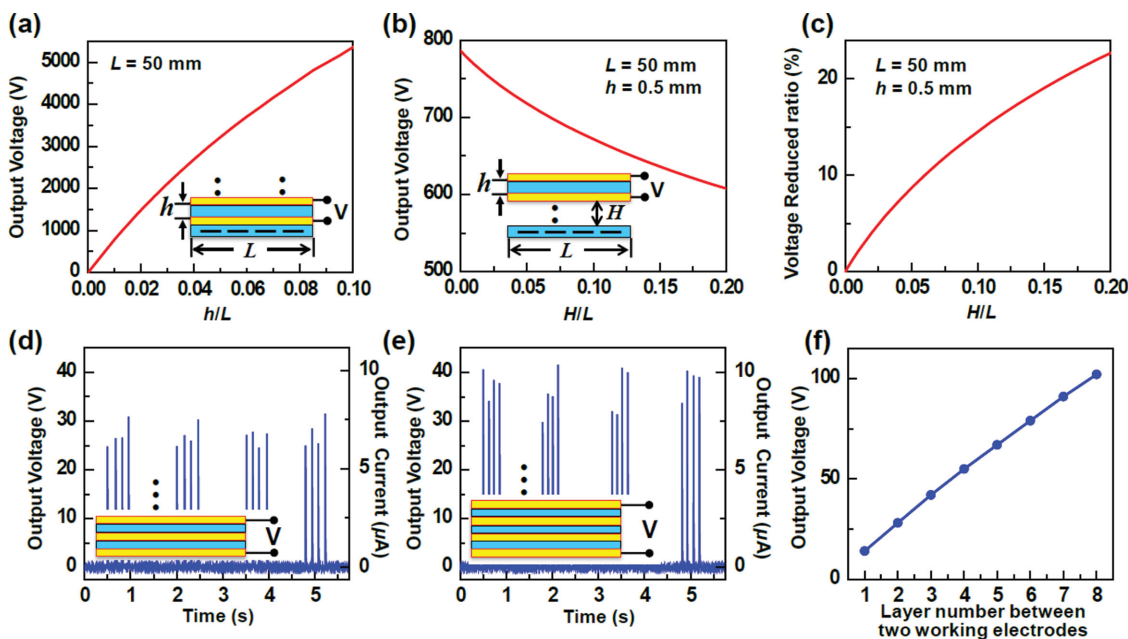 (a)
5000
4000
3000
2000
1000
0
Output Voltage (V)
L = 50 mm
h
V
L
0.00 0.02 0.04 0.06 0.08 0.10
h/L
(b)
800
700
600
500
Output Voltage (V)
L = 50 mm
h = 0.5 mm
h
V
H
L
0.00 0.05 0.10 0.15 0.20
H/L
(c)
20
10
0
Voltage Reduced ratio (%)
L = 50 mm
h = 0.5 mm
0.00 0.05 0.10 0.15 0.20
H/L
(d)
40
30
20
10
0
Output Voltage (V)
V
10
5
0
Output Current (μA)
0 1 2 3 4 5
Time (s)
(e)
40
30
20
10
0
Output Voltage (V)
V
10
5
0
Output Current (μA)
0 1 2 3 4 5
Time (s)
(f)
100
50
0
Output Voltage (V)
1 2 3 4 5 6 7 8
Layer number between
two working electrodes